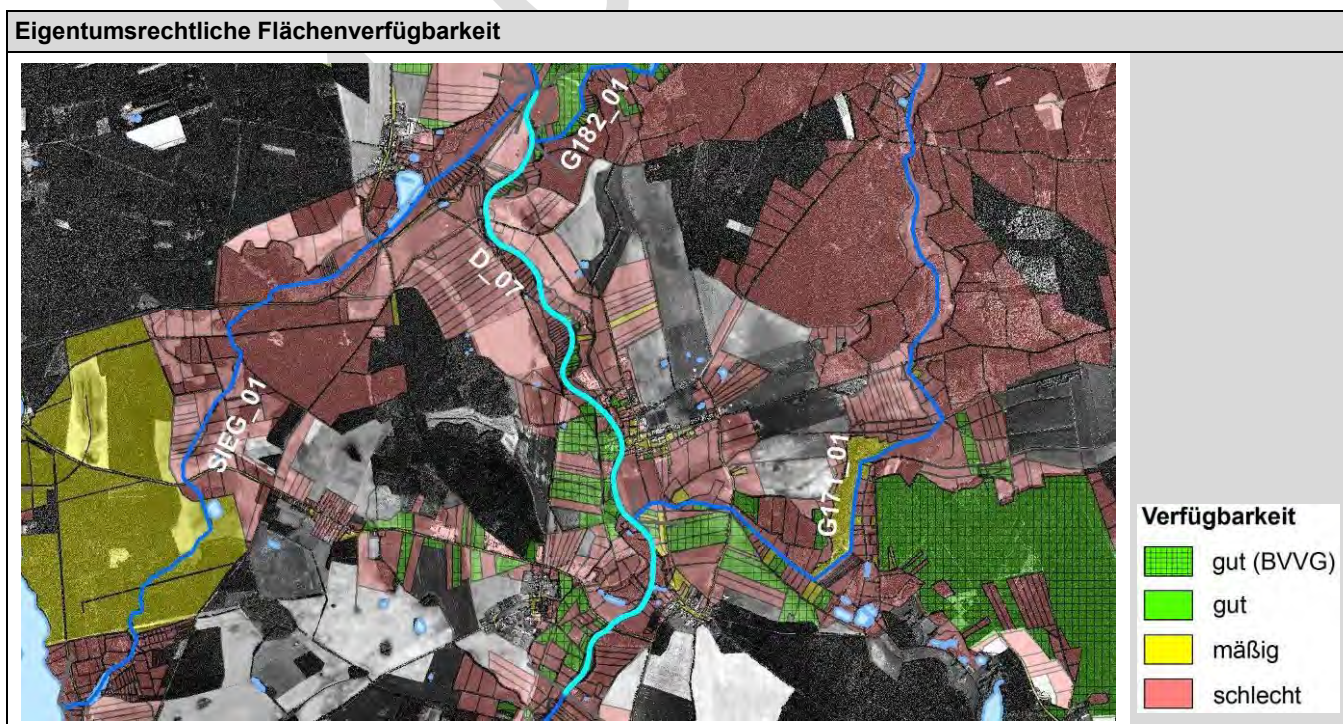 Eigentumsrechtliche Flächenverfügbarkeit
G182_01
D_07
SIEG_01
G171_01
Verfügbarkeit
gut (BVVG)
gut
mäßig
schlecht